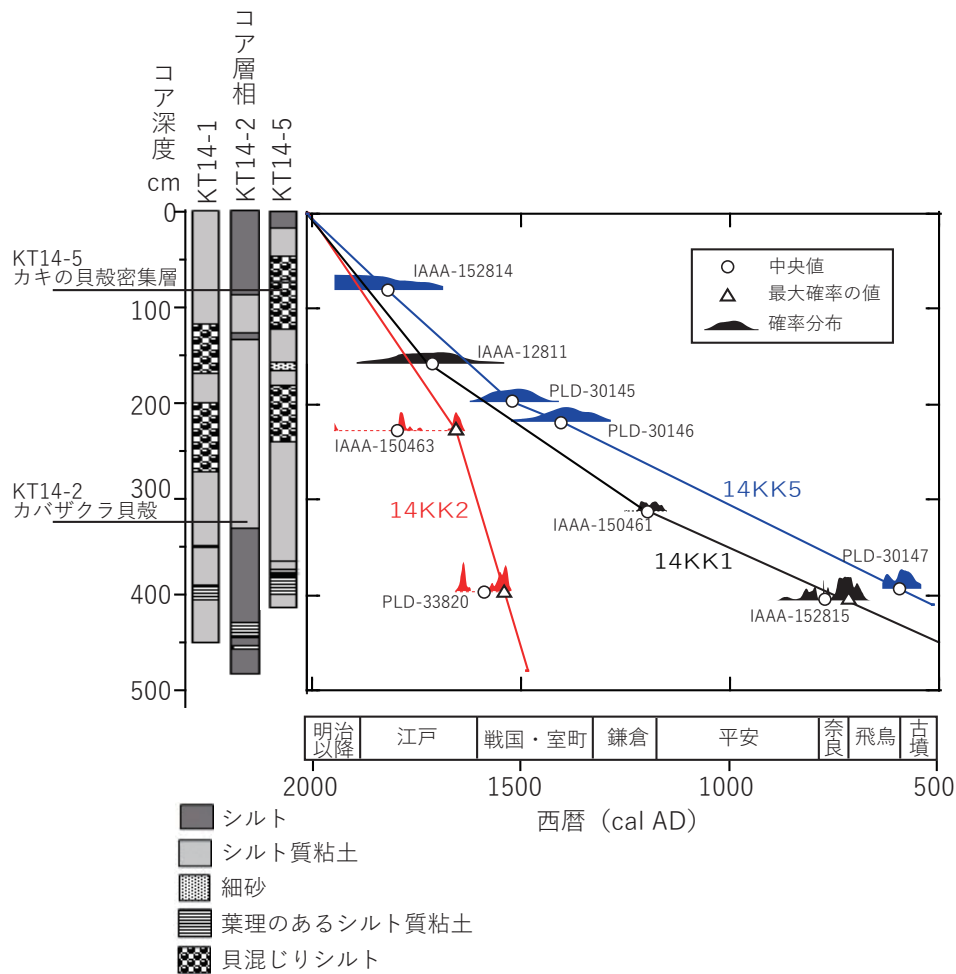 コア深度
cm
コア層相
KT14-1
KT14-2
KT14-5
0
100
200
300
400
500
KT14-5
カキの貝殻密集層
KT14-2
カバザクラ貝殻
IAAA-152814
中央値
最大確率の値
確率分布
IAAA-12811
PLD-30145
PLD-30146
IAAA-150463
14KK2
14KK5
IAAA-150461
14KK1
PLD-30147
PLD-33820
IAAA-152815
明治
以降
江戸
戦国・室町
鎌倉
平安
奈良
飛鳥
古墳
2000
1500
1000
500
西暦（cal AD）
シルト
シルト質粘土
細砂
葉理のあるシルト質粘土
貝混じりシルト